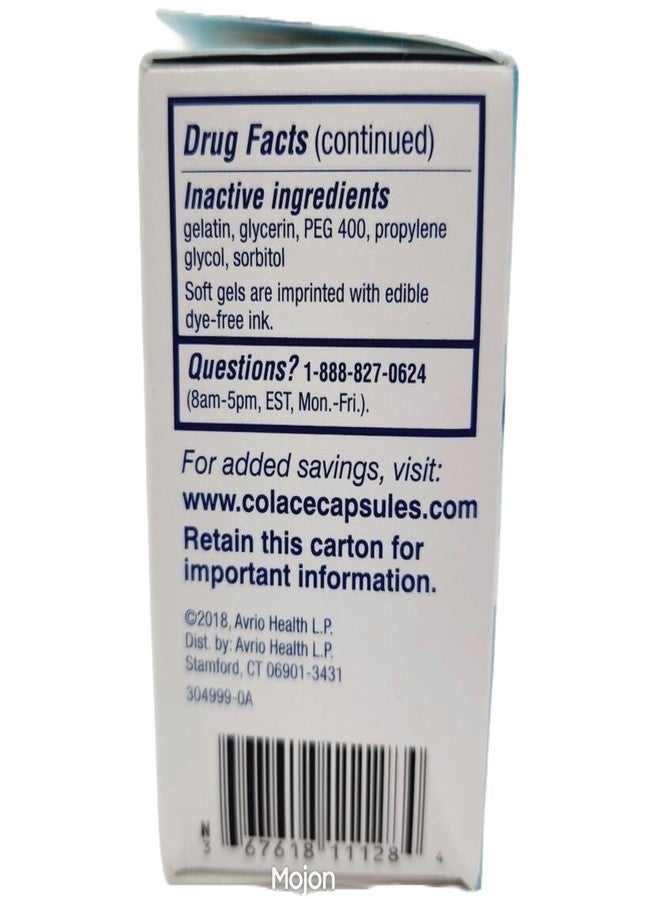 Drug Facts (continued)
Inactive ingredients
gelatin, glycerin, PEG 400, propylene
glycol, sorbitol
Soft gels are imprinted with edible
dye-free ink.
Questions? 1-888-827-0624
(8am-5pm, EST, Mon.-Fri.).
For added savings, visit:
www.colacecapsules.com
Retain this carton for
important information.
©2018, Avrio Health L.P.
Dist. by: Avrio Health L.P.
Stamford, CT 06901-3431
304999-0A
N
3 67618 11128 4
Mojon